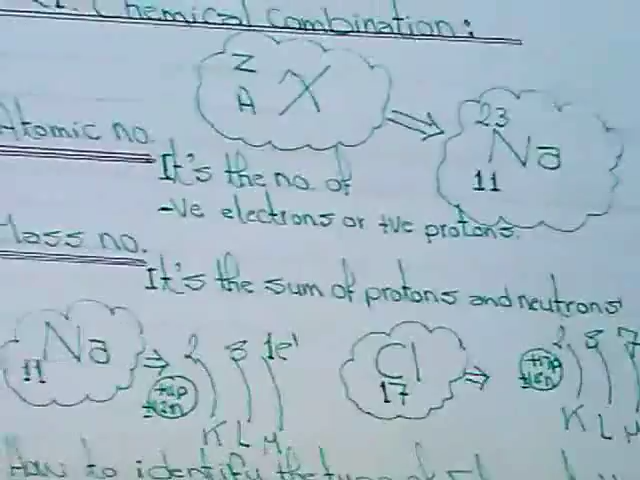 Chemical Combination:
Z
A X
23
11 Na
Atomic no.
It's the no. of
-ve electrons or +ve protons.
Mass no.
It's the sum of protons and neutrons
11 Na ⇒ 2 8 1e'
K L M
17 Cl ⇒ 2 8 7
K L M
How to identify the